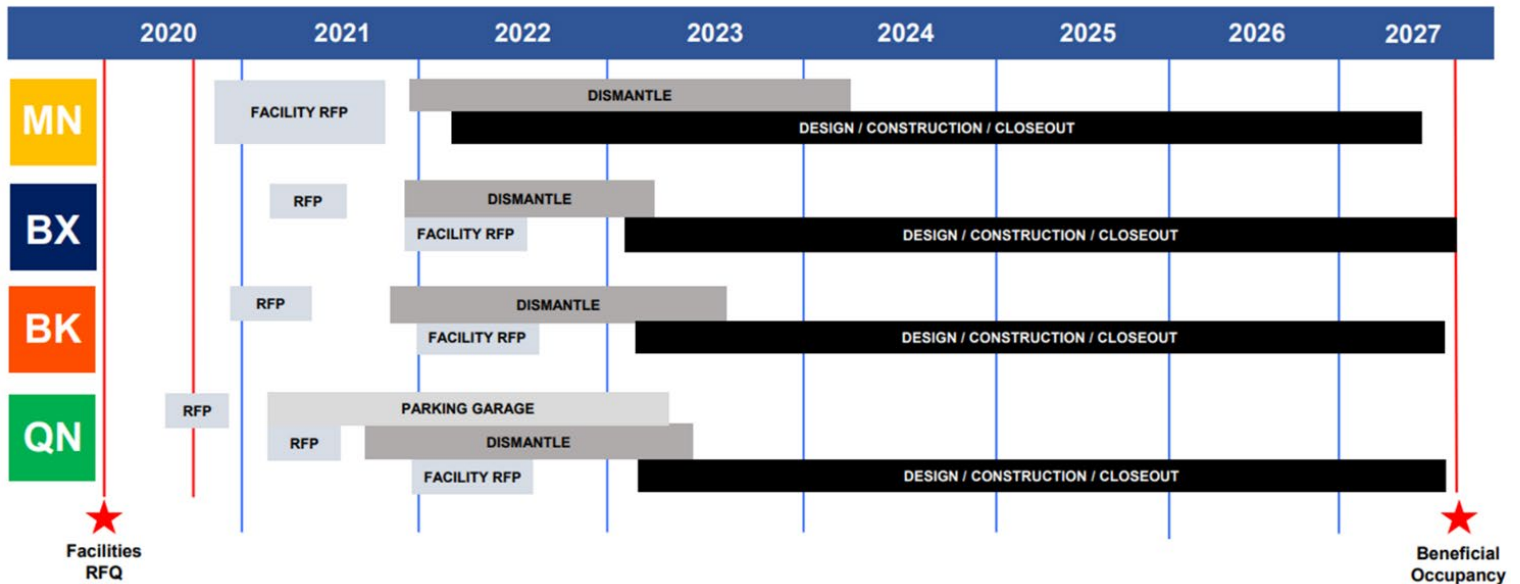 2020 2021 2022 2023 2024 2025 2026 2027
MN
FACILITY RFP
DISMANTLE
DESIGN / CONSTRUCTION / CLOSEOUT
BX
RFP
DISMANTLE
FACILITY RFP
DESIGN / CONSTRUCTION / CLOSEOUT
BK
RFP
DISMANTLE
FACILITY RFP
DESIGN / CONSTRUCTION / CLOSEOUT
QN
RFP
PARKING GARAGE
RFP
DISMANTLE
FACILITY RFP
DESIGN / CONSTRUCTION / CLOSEOUT
Facilities
RFQ
Beneficial
Occupancy